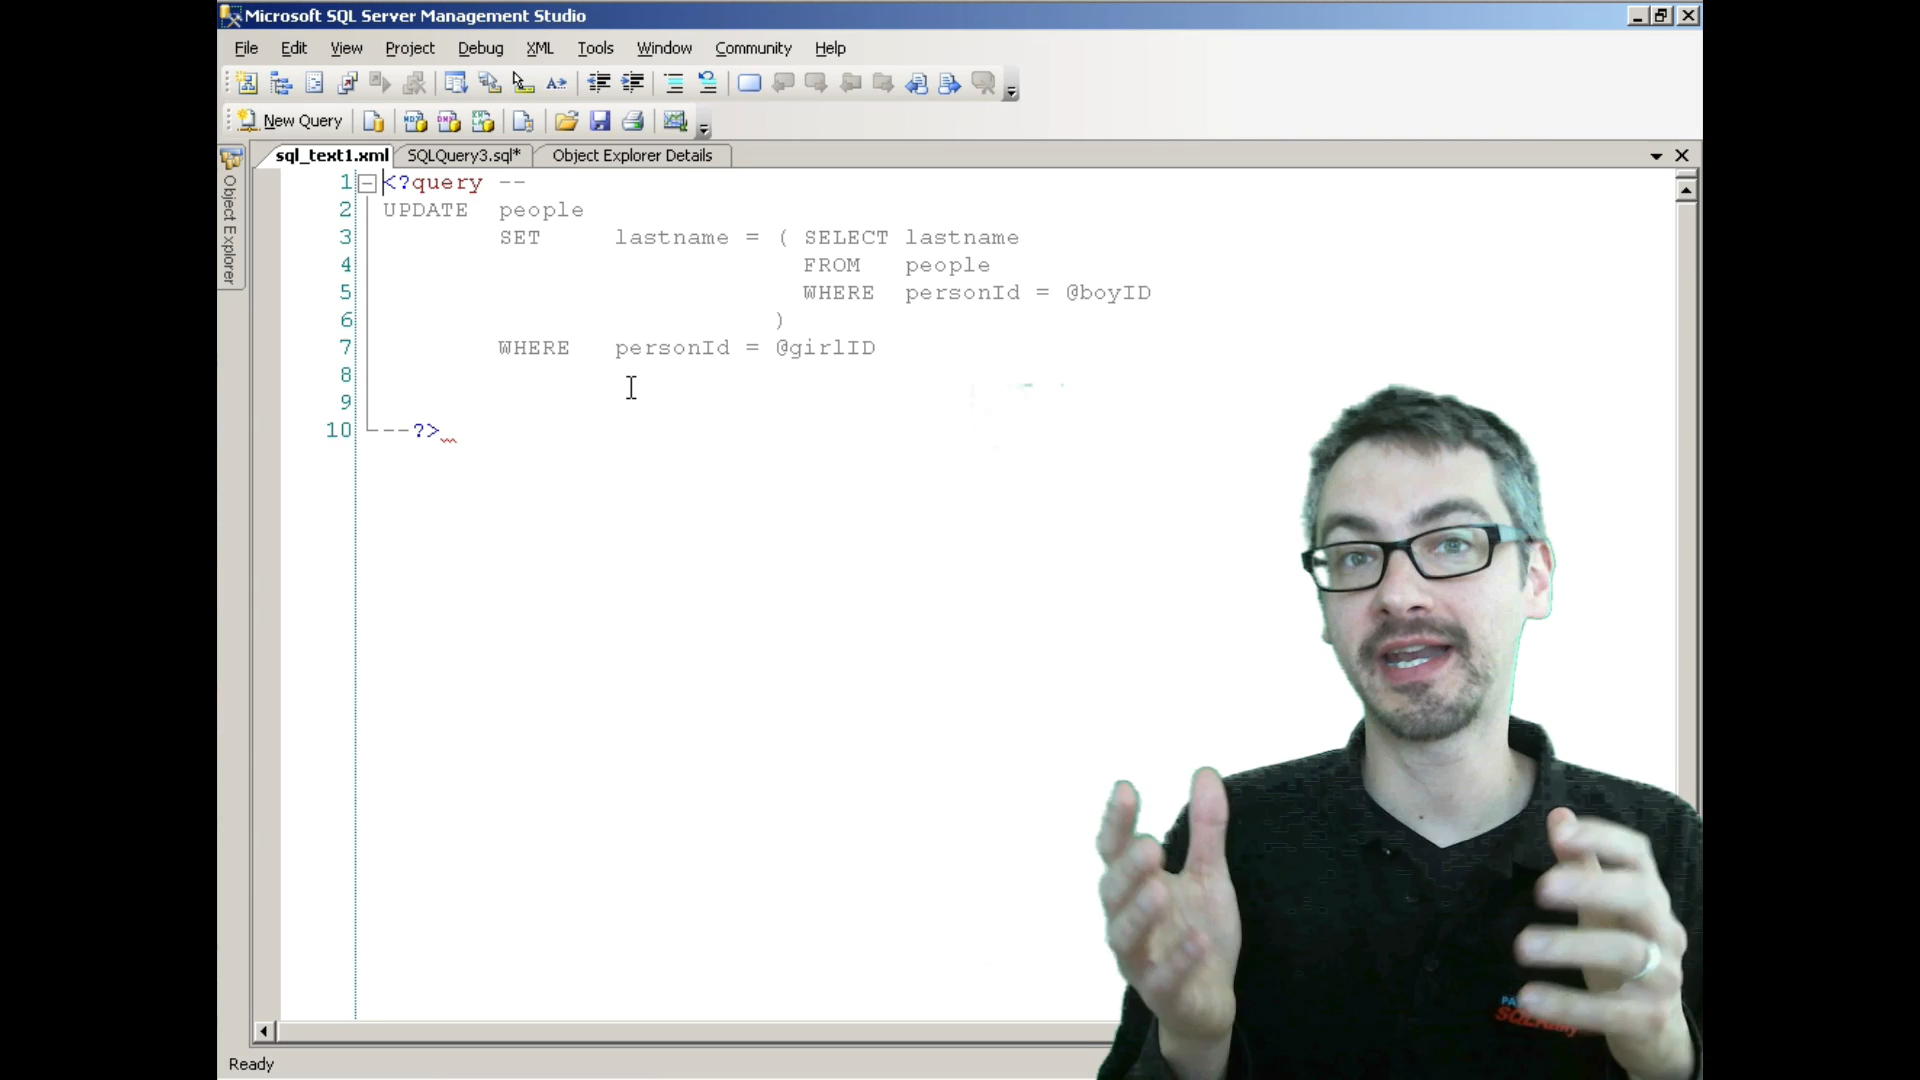 Microsoft SQL Server Management Studio
File Edit View Project Debug XML Tools Window Community Help
New Query
sql_text1.xml SQLQuery3.sql* Object Explorer Details
Object Explorer
1 <?query --
2 UPDATE people
3 SET lastname = ( SELECT lastname
4 FROM people
5 WHERE personId = @boyID
6 )
7 WHERE personId = @girlID
8
9
10 ---?>
Ready